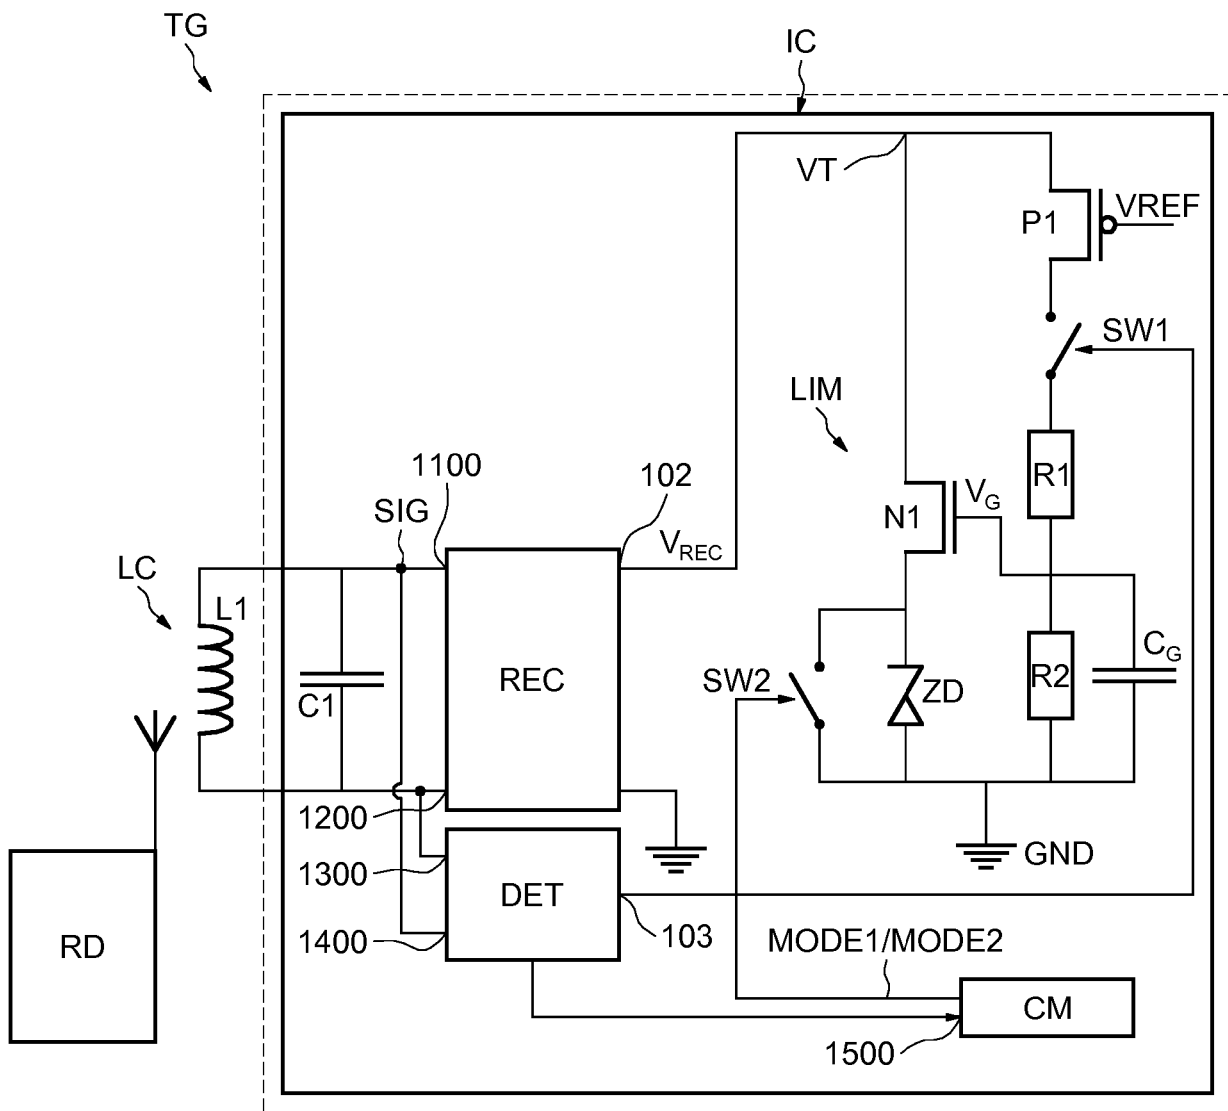 TG
IC
VT
P1
VREF
SW1
LIM
1100
102
R1
SIG
N1
VG
VREC
LC
L1
REC
CG
SW2
R2
ZD
C1
1200
GND
1300
DET
1400
103
RD
MODE1/MODE2
CM
1500